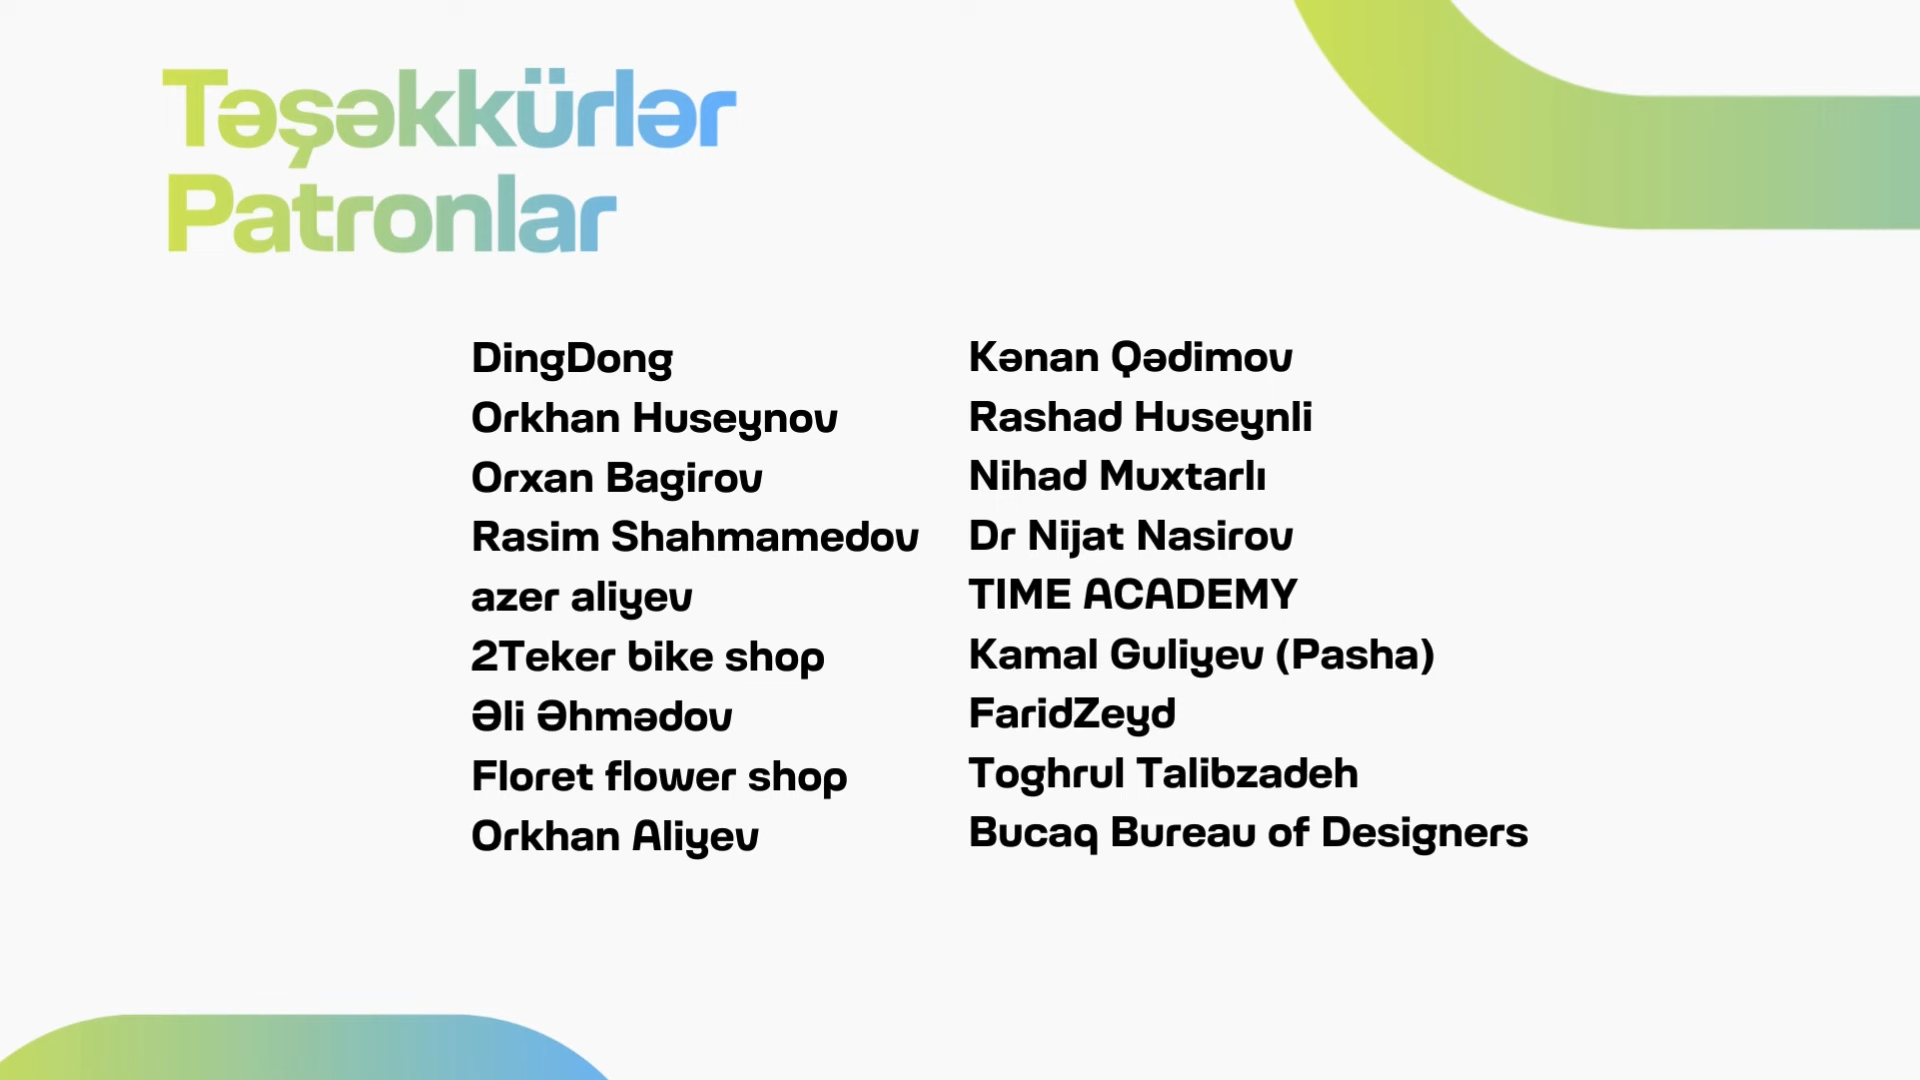 Təşəkkürlər
Patronlar
DingDong
Orkhan Huseynov
Orxan Bagirov
Rasim Shahmamedov
azer aliyev
2Teker bike shop
Əli Əhmədov
Floret flower shop
Orkhan Aliyev
Kənan Qədimov
Rashad Huseynli
Nihad Muxtarlı
Dr Nijat Nasirov
TIME ACADEMY
Kamal Guliyev (Pasha)
FaridZeyd
Toghrul Talibzadeh
Bucaq Bureau of Designers